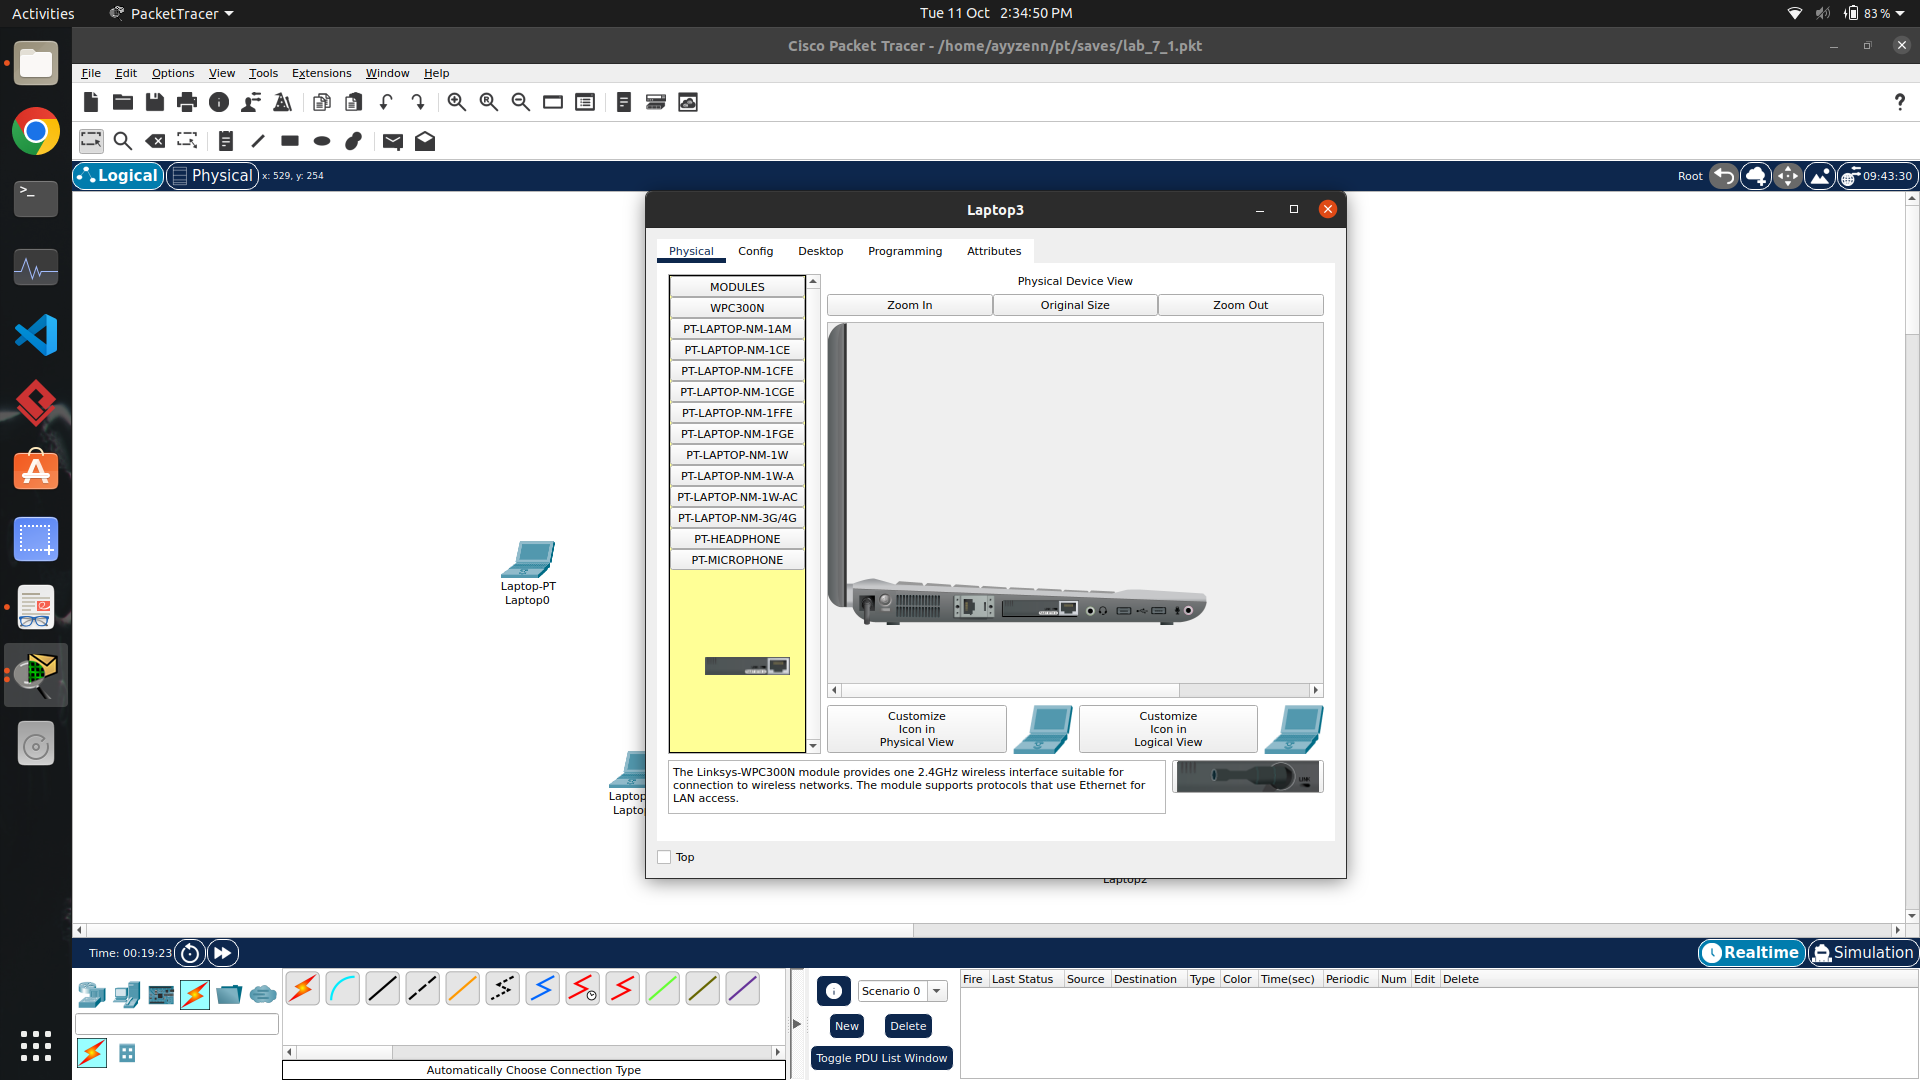 Activities
PacketTracer
Tue 11 Oct 2:34:50 PM
83 %
Cisco Packet Tracer - /home/ayyzenn/pt/saves/lab_7_1.pkt
File Edit Options View Tools Extensions Window Help
?
Logical
Physical
x: 529, y: 254
Root
09:43:30
Laptop3
Physical Config Desktop Programming Attributes
MODULES
WPC300N
PT-LAPTOP-NM-1AM
PT-LAPTOP-NM-1CE
PT-LAPTOP-NM-1CFE
PT-LAPTOP-NM-1CGE
PT-LAPTOP-NM-1FFE
PT-LAPTOP-NM-1FGE
PT-LAPTOP-NM-1W
PT-LAPTOP-NM-1W-A
PT-LAPTOP-NM-1W-AC
PT-LAPTOP-NM-3G/4G
PT-HEADPHONE
PT-MICROPHONE
Physical Device View
Zoom In
Original Size
Zoom Out
Customize
Icon in
Physical View
Customize
Icon in
Logical View
The Linksys-WPC300N module provides one 2.4GHz wireless interface suitable for
connection to wireless networks. The module supports protocols that use Ethernet for
LAN access.
LINK
Top
Laptop-PT
Laptop0
Laptop
Lapto
Laptop2
Time: 00:19:23
Realtime
Simulation
Automatically Choose Connection Type
Scenario 0
New
Delete
Toggle PDU List Window
Fire Last Status Source Destination Type Color Time(sec) Periodic Num Edit Delete